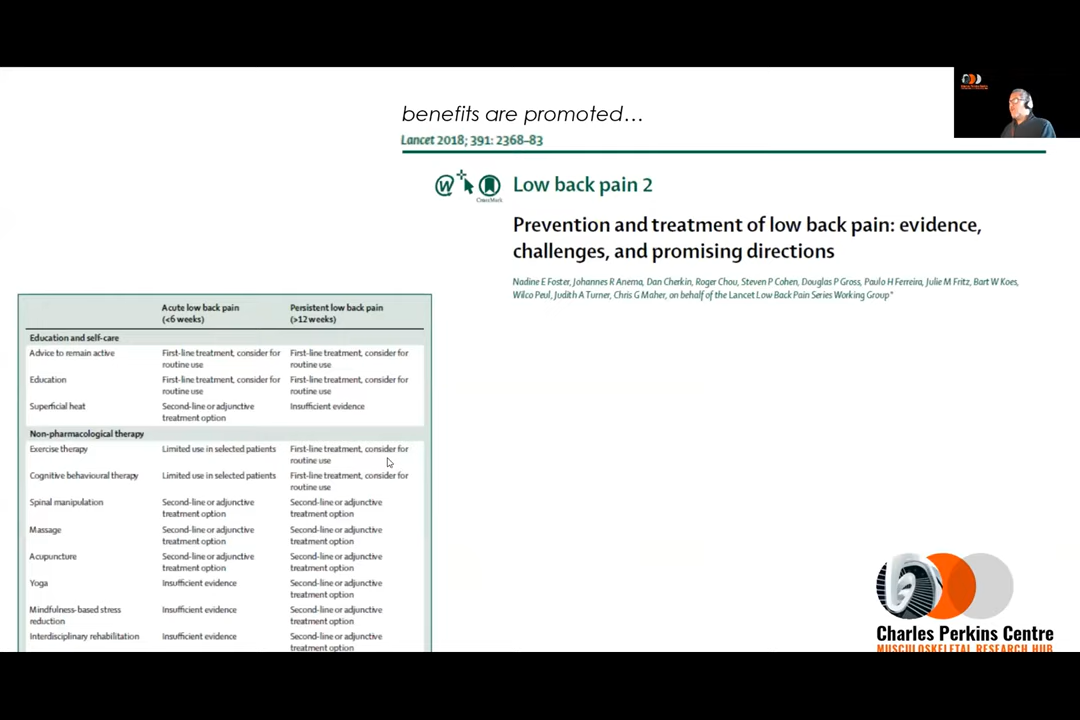 benefits are promoted…
Lancet 2018; 391: 2368–83
W
CrossMark
Low back pain 2
Prevention and treatment of low back pain: evidence,
challenges, and promising directions
Nadine E Foster, Johannes R Anema, Dan Cherkin, Roger Chou, Steven P Cohen, Douglas P Gross, Paulo H Ferreira, Julie M Fritz, Bart W Koes,
Wilco Peul, Judith A Turner, Chris G Maher, on behalf of the Lancet Low Back Pain Series Working Group*
Acute low back pain Persistent low back pain
(<6 weeks) (>12 weeks)
Education and self-care
Advice to remain active First-line treatment, consider for First-line treatment, consider for
routine use routine use
Education First-line treatment, consider for First-line treatment, consider for
routine use routine use
Superficial heat Second-line or adjunctive Insufficient evidence
treatment option
Non-pharmacological therapy
Exercise therapy Limited use in selected patients First-line treatment, consider for
routine use
Cognitive behavioural therapy Limited use in selected patients First-line treatment, consider for
routine use
Spinal manipulation Second-line or adjunctive Second-line or adjunctive
treatment option treatment option
Massage Second-line or adjunctive Second-line or adjunctive
treatment option treatment option
Acupuncture Second-line or adjunctive Second-line or adjunctive
treatment option treatment option
Yoga Insufficient evidence Second-line or adjunctive
treatment option
Mindfulness-based stress Insufficient evidence Second-line or adjunctive
reduction treatment option
Interdisciplinary rehabilitation Insufficient evidence Second-line or adjunctive
treatment option
Charles Perkins Centre
MUSCULOSKELETAL RESEARCH HUB